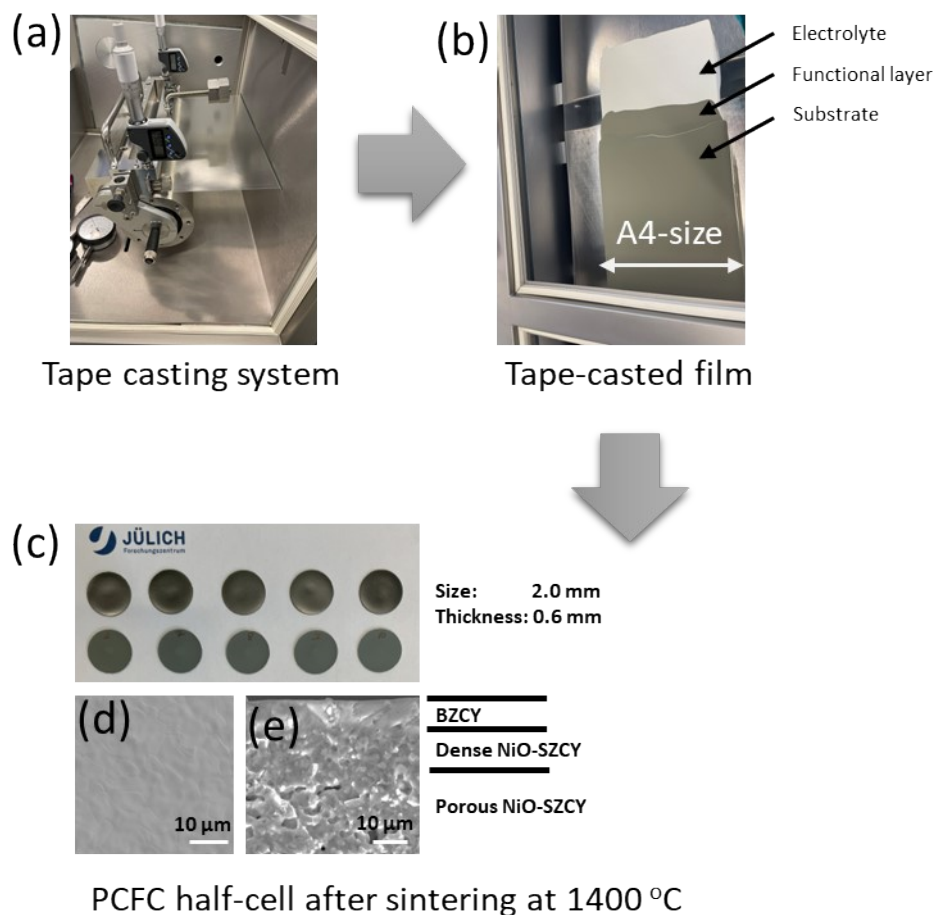 (a)
(b)
Electrolyte
Functional layer
Substrate
A4-size
Tape casting system
Tape-casted film
(c)
JÜLICH
Forschungszentrum
Size: 2.0 mm
Thickness: 0.6 mm
(d)
(e)
10 µm
10 µm
BZCY
Dense NiO-SZCY
Porous NiO-SZCY
PCFC half-cell after sintering at 1400 °C